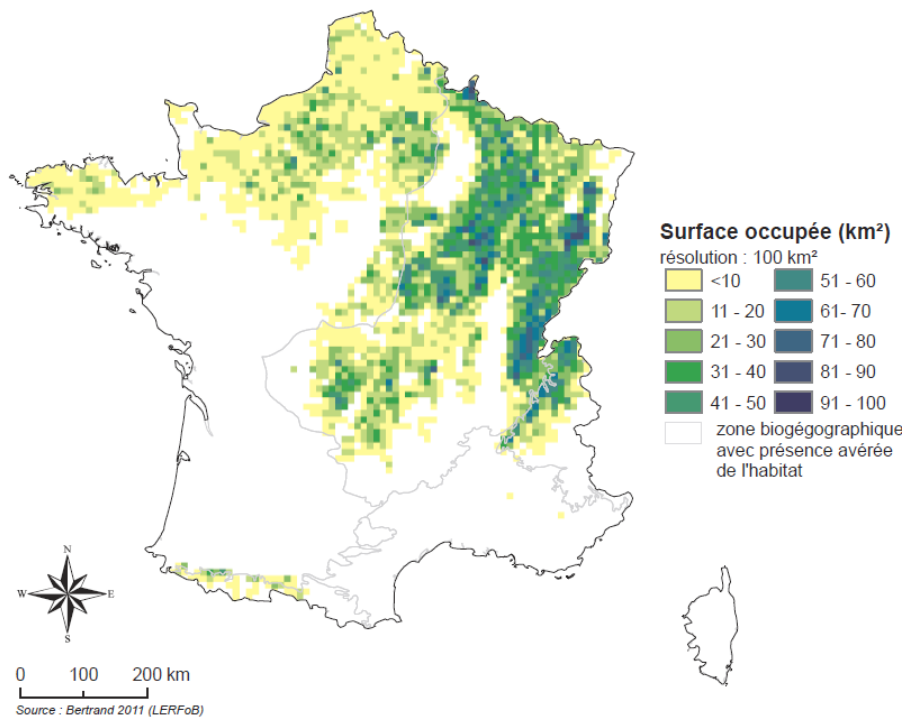 Surface occupée (km²)
résolution : 100 km²
<10
51 - 60
11 - 20
61- 70
21 - 30
71 - 80
31 - 40
81 - 90
41 - 50
91 - 100
zone biogégographique
avec présence avérée
de l'habitat
N
W
E
S
0 100 200 km
Source : Bertrand 2011 (LERFoB)